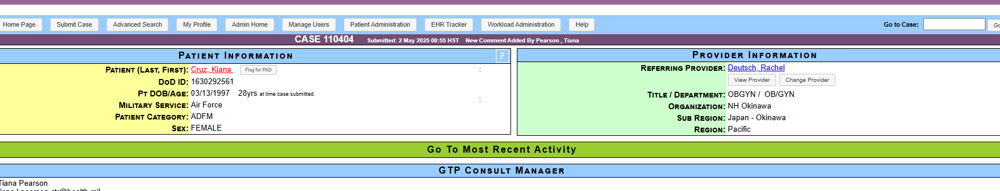 Home Page Submit Case Advanced Search My Profile Admin Home Manage Users Patient Administration EHR Tracker Workload Administration Help Go to Case:
CASE 110404 Submitted: 2 May 2025 00:55 HST New Comment Added By Pearson , Tiana
Patient Information ?
Patient (Last, First): Cruz, Kiana Flag for PAD :
DoD ID: 1630292561
Pt DOB/Age: 03/13/1997 28yrs at time case submitted.
:
Military Service: Air Force
Patient Category: ADFM
Sex: FEMALE
Provider Information
Referring Provider: Deutsch, Rachel
View Provider Change Provider
Title / Department: OBGYN / OB/GYN
Organization: NH Okinawa
Sub Region: Japan - Okinawa
Region: Pacific
Go To Most Recent Activity
GTP Consult Manager
Tiana Pearson